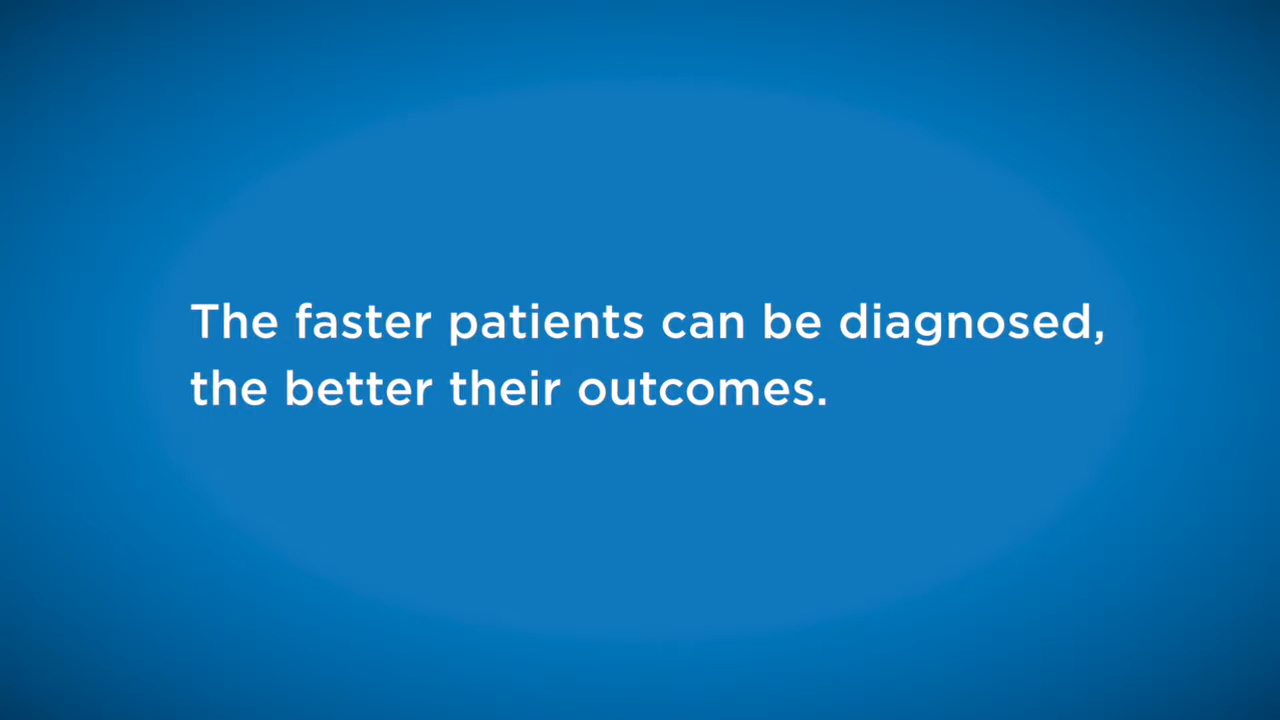 The faster patients can be diagnosed,
the better their outcomes.